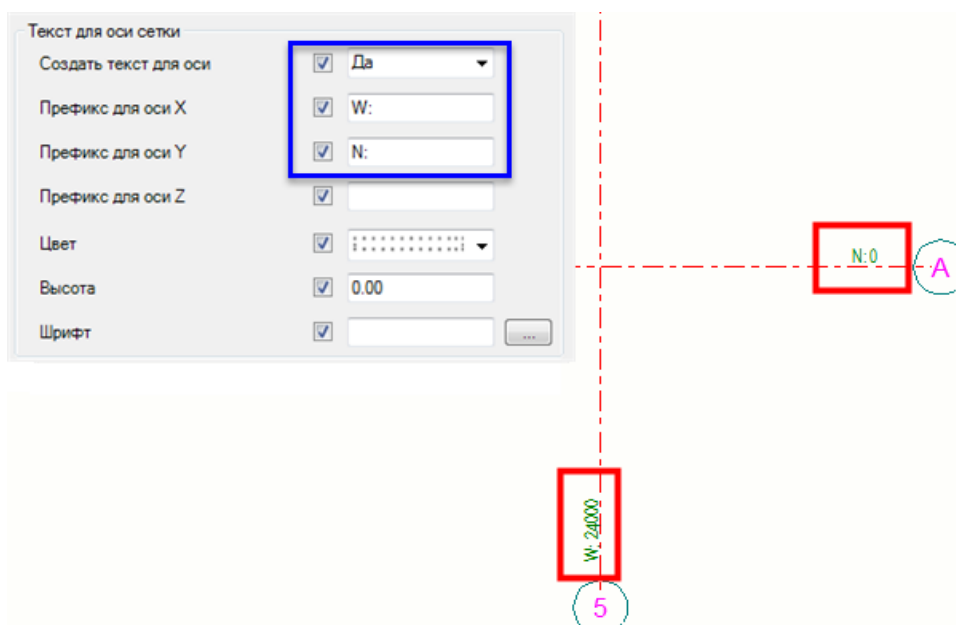 Текст для оси сетки
Создать текст для оси Да
Префикс для оси X W:
Префикс для оси Y N:
Префикс для оси Z
Цвет
Высота 0.00
Шрифт ...
N:0
A
W: 24000
5